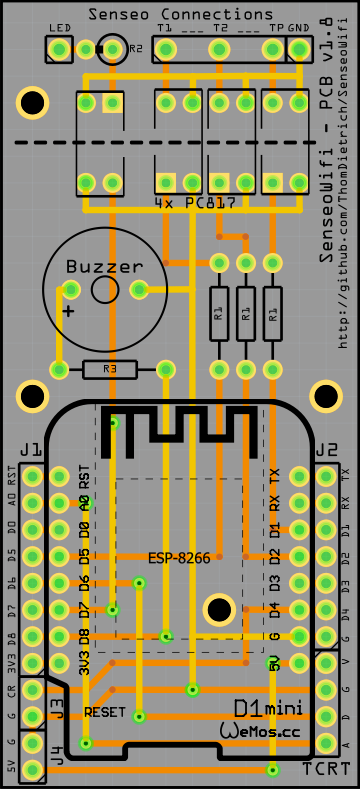 Senseo Connections
LED
R2
T1 ___ T2 ___ TP GND
SenseoWifi - PCB v1.8
http://github.com/ThomDietrich/SenseoWifi
4x PC817
Buzzer
+
R1
R1
R1
R3
J1
J2
RST
A0
D0
D5
D6
D7
D8
3V3
CR
G
G
5V
RST
A0
D0
D5
D6
D7
D8
3V3
ESP-8266
TX
RX
D1
D2
D3
D4
G
5V
TX
RX
D1
D2
D3
D4
G
V
G
D
A
J3
J4
RESET
D1mini
WeMos.cc
TCRT